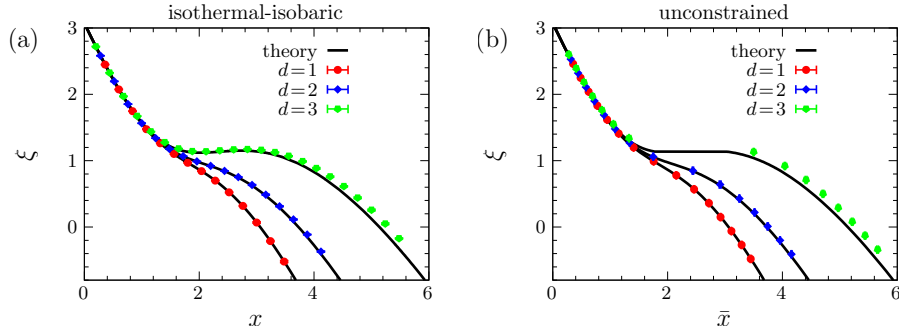 isothermal-isobaric
(a)
theory
d=1
d=2
d=3
ξ
3
2
1
0
0 2 4 6
x
unconstrained
(b)
theory
d=1
d=2
d=3
ξ
3
2
1
0
0 2 4 6
x̄